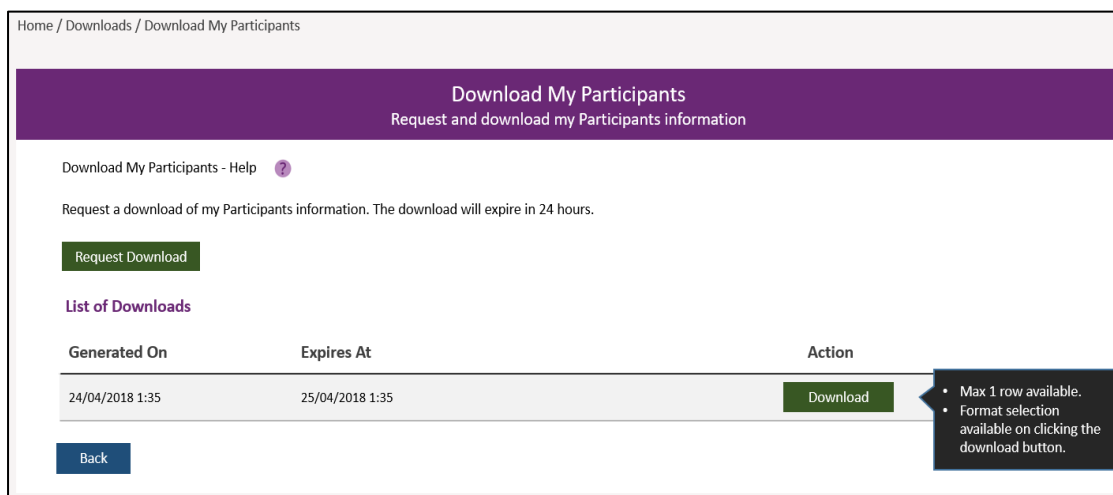 Home / Downloads / Download My Participants
Download My Participants
Request and download my Participants information
Download My Participants - Help ?
Request a download of my Participants information. The download will expire in 24 hours.
Request Download
List of Downloads
Generated On Expires At Action
24/04/2018 1:35 25/04/2018 1:35 Download
• Max 1 row available.
• Format selection
available on clicking the
download button.
Back